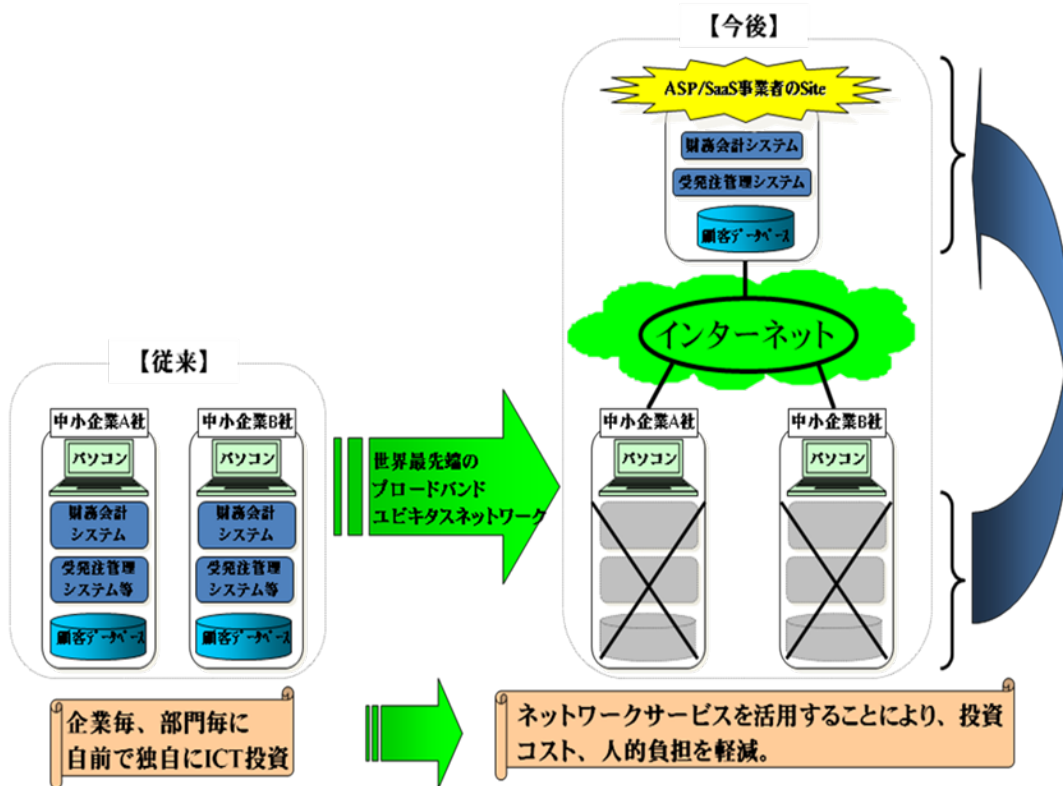 【今後】
ASP/SaaS事業者のSite
財務会計システム
受発注管理システム
顧客データベース
インターネット
【従来】
中小企業A社
中小企業B社
パソコン
パソコン
財務会計
システム
財務会計
システム
受発注管理
システム等
受発注管理
システム等
顧客データベース
顧客データベース
世界最先端の
ブロードバンド
ユビキタスネットワーク
中小企業A社
中小企業B社
パソコン
パソコン
企業毎、部門毎に
自前で独自にICT投資
ネットワークサービスを活用することにより、投資
コスト、人的負担を軽減。